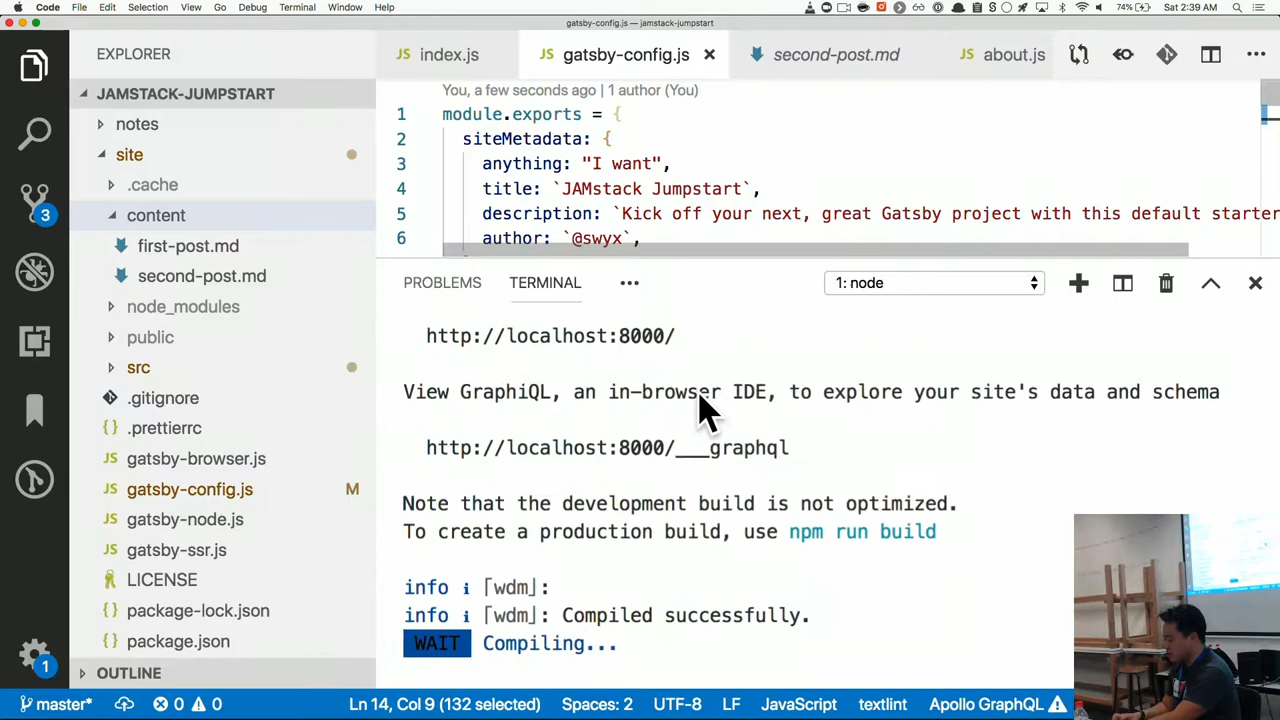 Code File Edit Selection View Go Debug Terminal Window Help 74% Sat 2:39 AM
gatsby-config.js — jamstack-jumpstart
EXPLORER
JS index.js JS gatsby-config.js second-post.md JS about.js
JAMSTACK-JUMPSTART
notes
site
.cache
content
first-post.md
second-post.md
node_modules
public
src
.gitignore
.prettierrc
JS gatsby-browser.js
JS gatsby-config.js M
JS gatsby-node.js
JS gatsby-ssr.js
LICENSE
package-lock.json
package.json
OUTLINE
3
1
You, a few seconds ago | 1 author (You)
1 module.exports = {
2 siteMetadata: {
3 anything: "I want",
4 title: `JAMstack Jumpstart`,
5 description: `Kick off your next, great Gatsby project with this default starter
6 author: `@swyx`,
PROBLEMS TERMINAL 1: node
http://localhost:8000/
View GraphiQL, an in-browser IDE, to explore your site's data and schema
http://localhost:8000/___graphql
Note that the development build is not optimized.
To create a production build, use npm run build
info ℹ ｢wdm｣:
info ℹ ｢wdm｣: Compiled successfully.
WAIT Compiling...
master* 0 0 Ln 14, Col 9 (132 selected) Spaces: 2 UTF-8 LF JavaScript textlint Apollo GraphQL